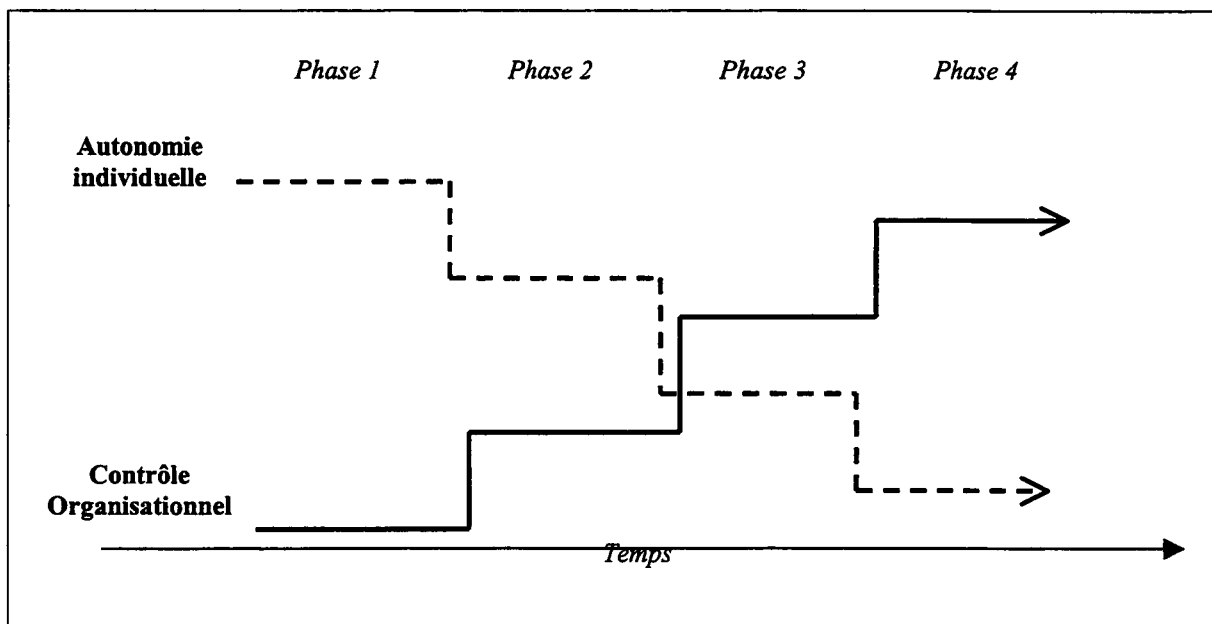 Phase 1 Phase 2 Phase 3 Phase 4
Autonomie
individuelle
Contrôle
Organisationnel
Temps